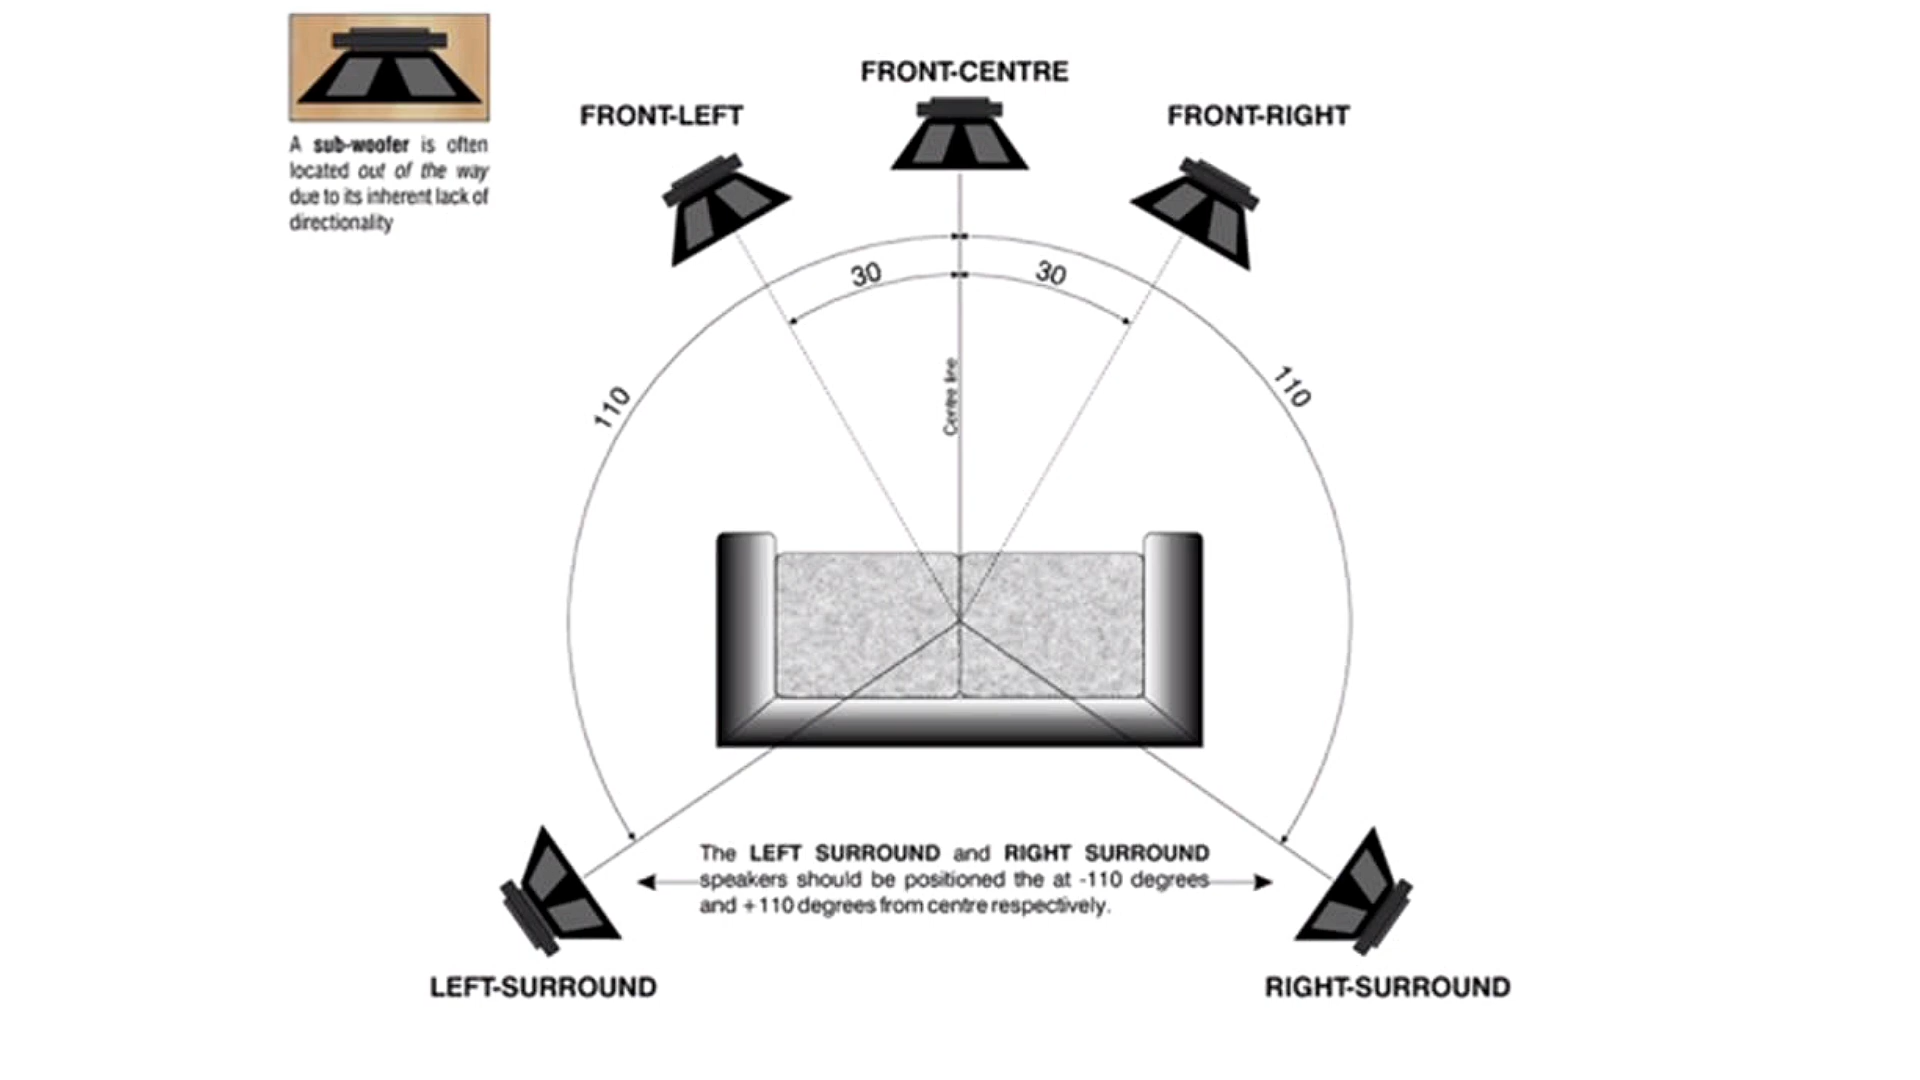 FRONT-CENTRE
FRONT-LEFT
FRONT-RIGHT
A sub-woofer is often
located out of the way
due to its inherent lack of
directionality
30
30
Centre line
110
110
The LEFT SURROUND and RIGHT SURROUND
speakers should be positioned the at -110 degrees
and +110 degrees from centre respectively.
LEFT-SURROUND
RIGHT-SURROUND